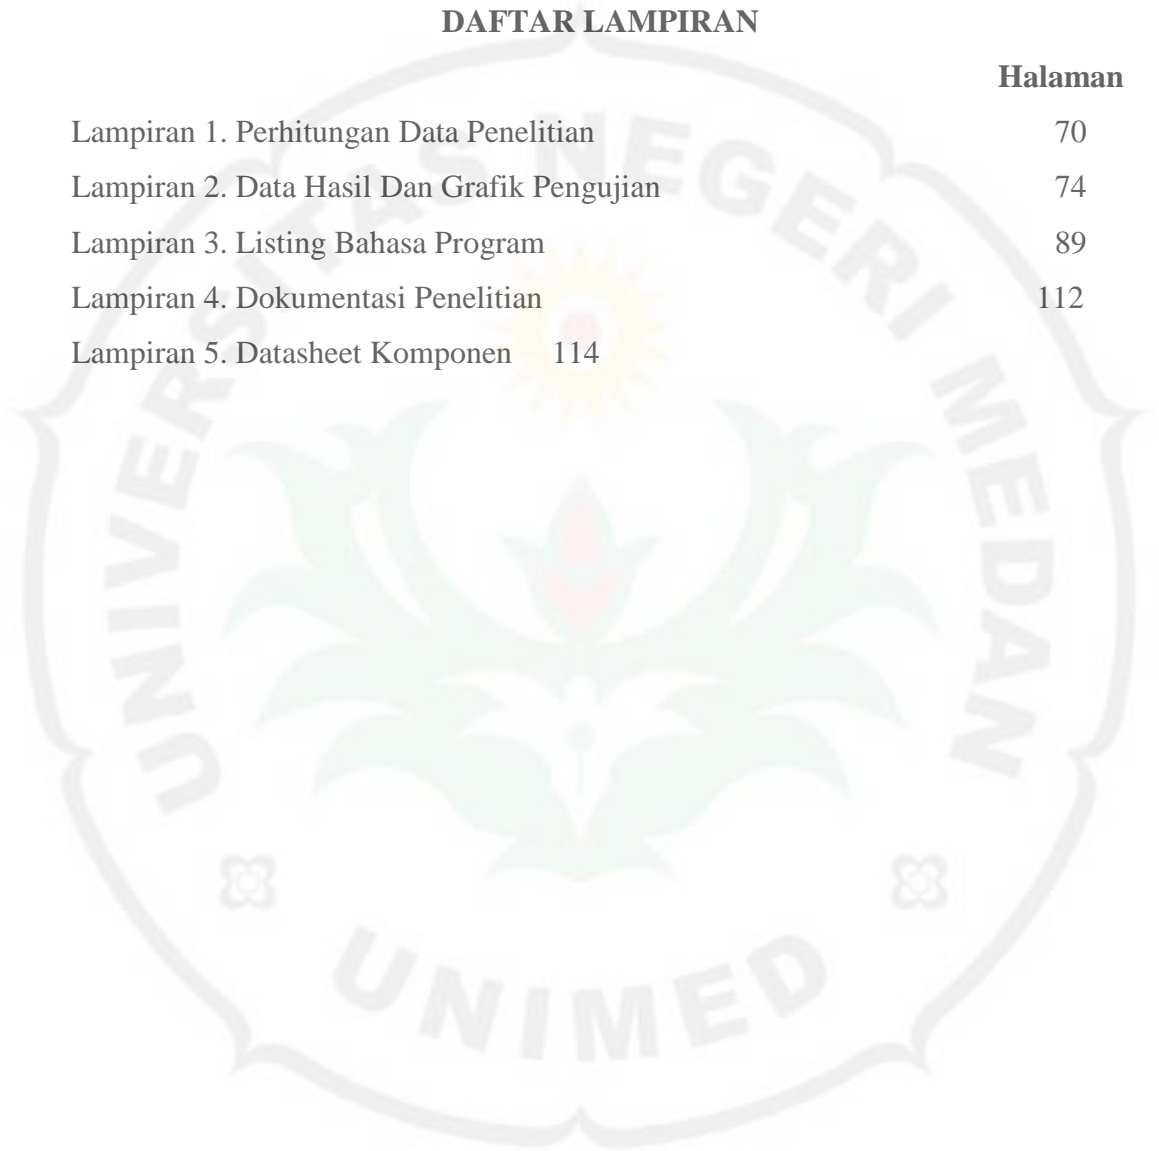 DAFTAR LAMPIRAN
Halaman
Lampiran 1. Perhitungan Data Penelitian 70
Lampiran 2. Data Hasil Dan Grafik Pengujian 74
Lampiran 3. Listing Bahasa Program 89
Lampiran 4. Dokumentasi Penelitian 112
Lampiran 5. Datasheet Komponen 114
UNIVERSITAS NEGERI MEDAN
UNIMED